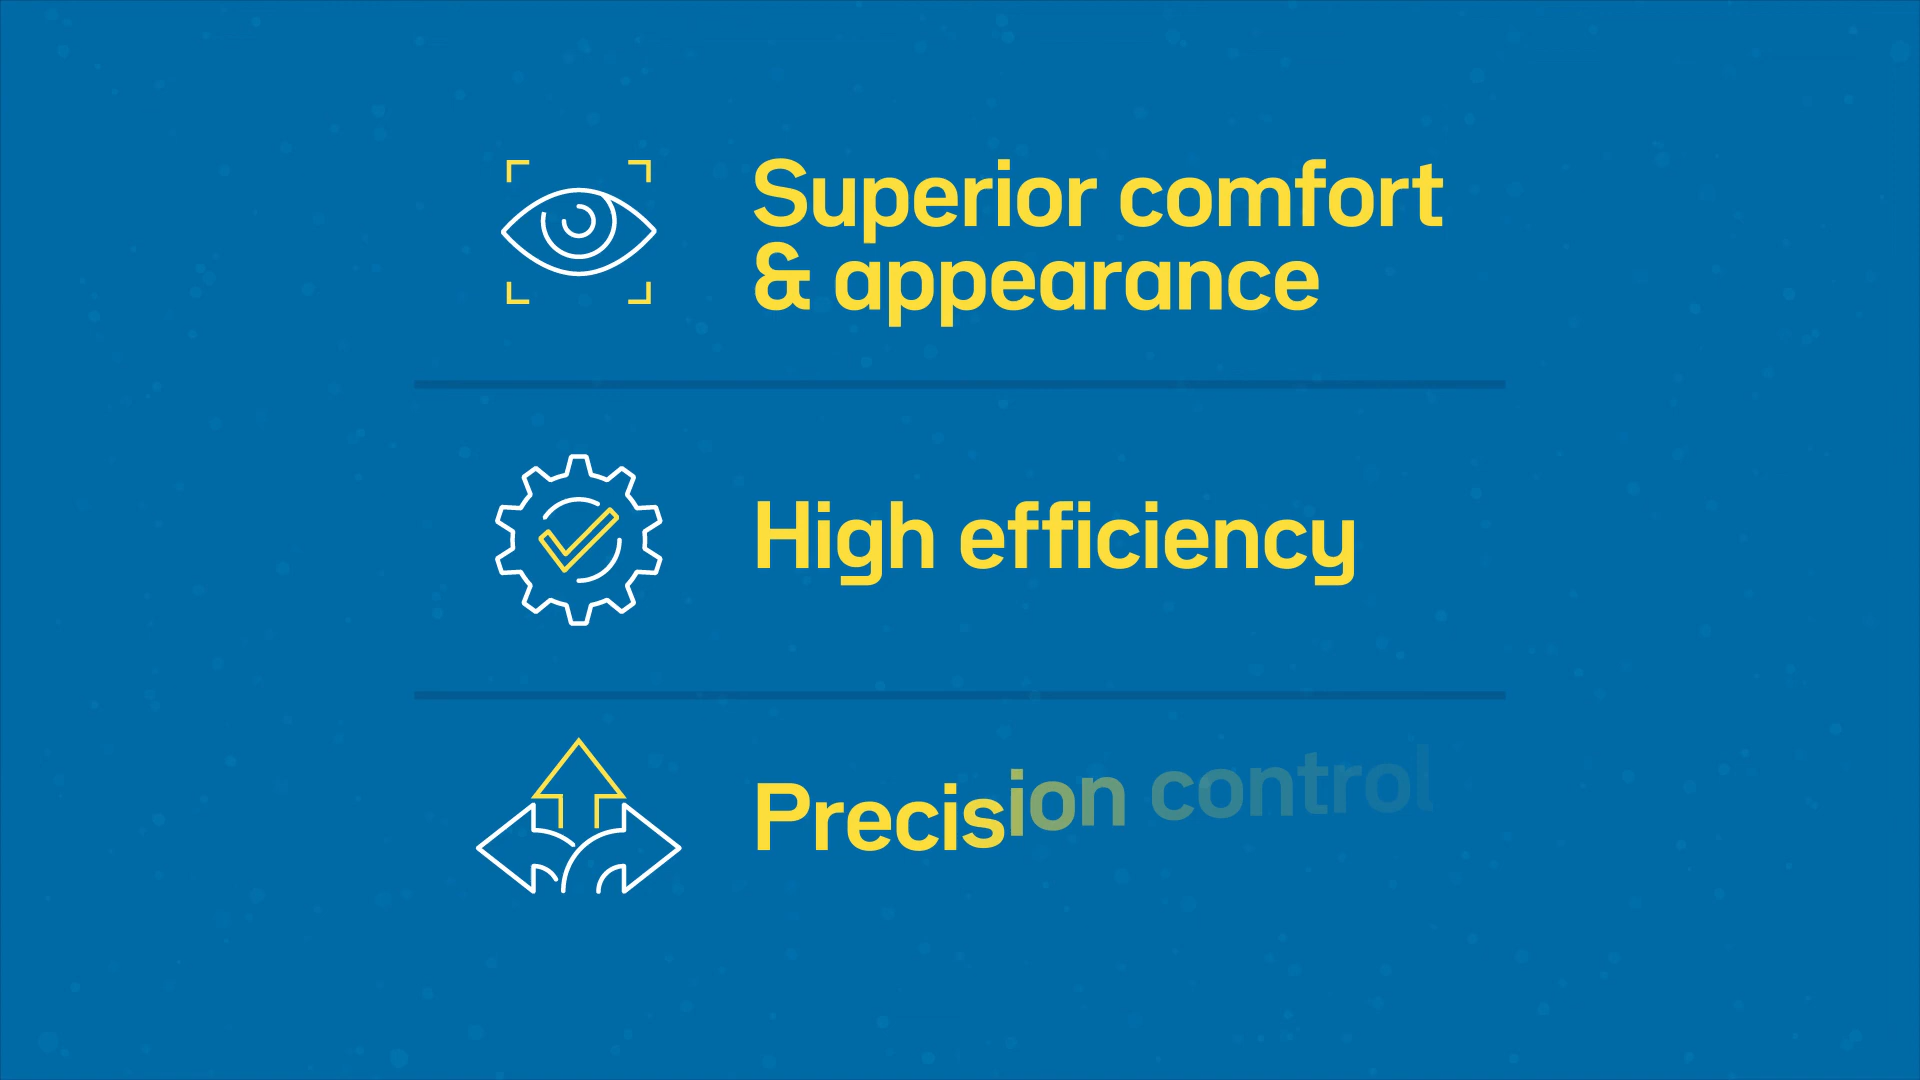 Superior comfort
& appearance
High efficiency
Precision control